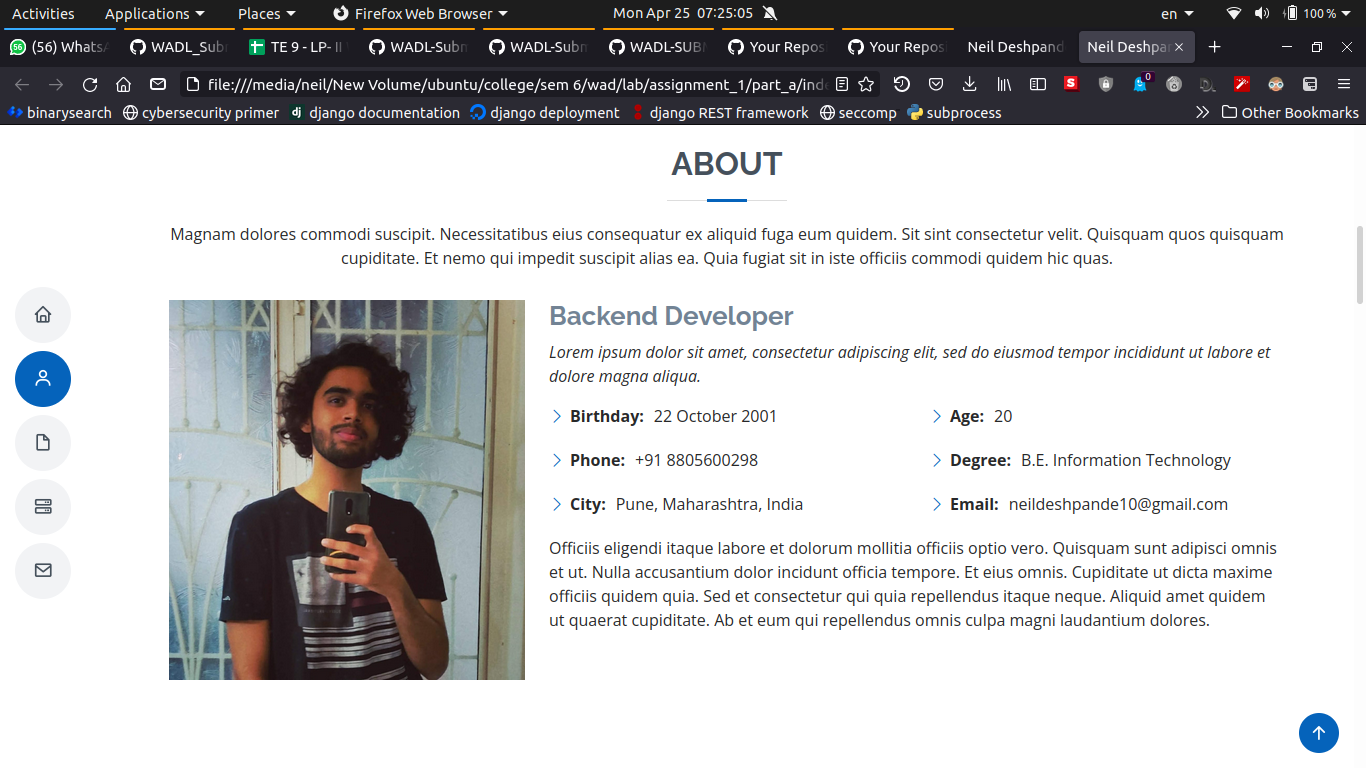 Activities Applications Places Firefox Web Browser Mon Apr 25 07:25:05 en 100 %
(56) Whats WADL_Sub TE 9 - LP- II WADL-Subm WADL-Subm WADL-SUBM Your Repos Your Repos Neil Deshpand Neil Deshpan
file:///media/neil/New Volume/ubuntu/college/sem 6/wad/lab/assignment_1/part_a/inde
binarysearch cybersecurity primer django documentation django deployment django REST framework seccomp subprocess Other Bookmarks
ABOUT
Magnam dolores commodi suscipit. Necessitatibus eius consequatur ex aliquid fuga eum quidem. Sit sint consectetur velit. Quisquam quos quisquam
cupiditate. Et nemo qui impedit suscipit alias ea. Quia fugiat sit in iste officiis commodi quidem hic quas.
Backend Developer
Lorem ipsum dolor sit amet, consectetur adipiscing elit, sed do eiusmod tempor incididunt ut labore et
dolore magna aliqua.
Birthday: 22 October 2001 Age: 20
Phone: +91 8805600298 Degree: B.E. Information Technology
City: Pune, Maharashtra, India Email: neildeshpande10@gmail.com
Officiis eligendi itaque labore et dolorum mollitia officiis optio vero. Quisquam sunt adipisci omnis
et ut. Nulla accusantium dolor incidunt officia tempore. Et eius omnis. Cupiditate ut dicta maxime
officiis quidem quia. Sed et consectetur qui quia repellendus itaque neque. Aliquid amet quidem
ut quaerat cupiditate. Ab et eum qui repellendus omnis culpa magni laudantium dolores.